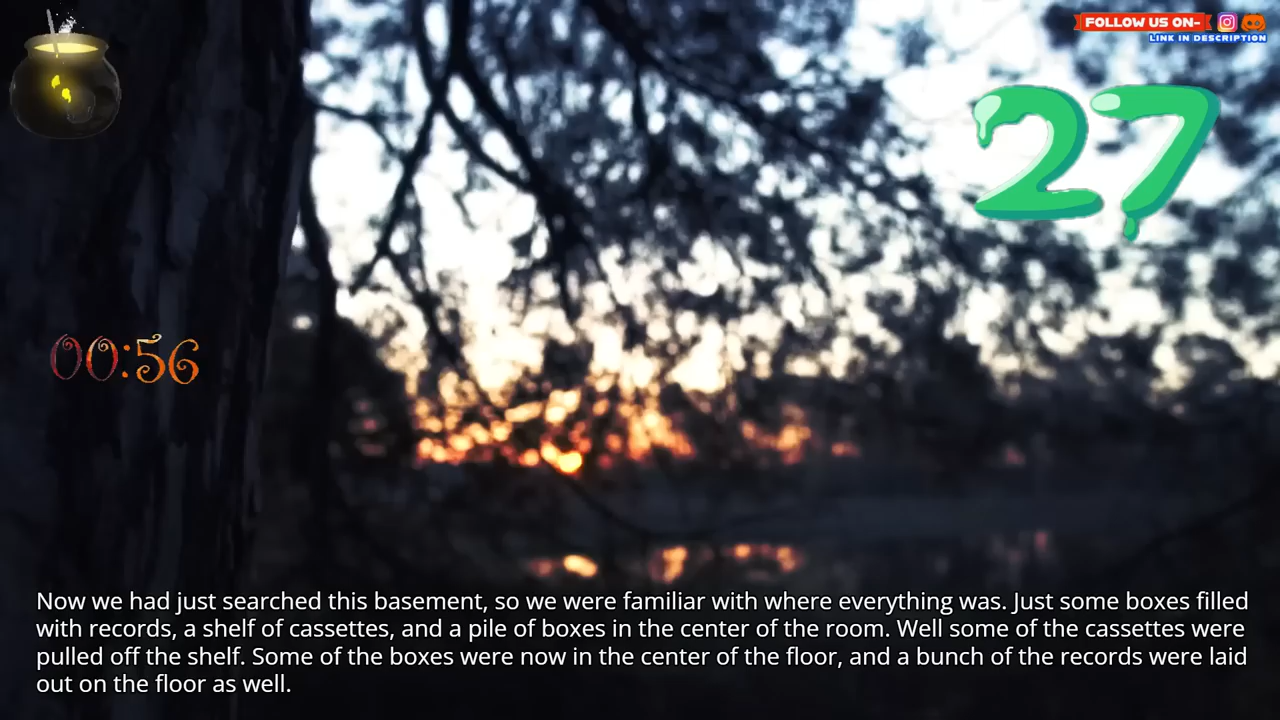 FOLLOW US ON-
LINK IN DESCRIPTION
27
00:56
Now we had just searched this basement, so we were familiar with where everything was. Just some boxes filled
with records, a shelf of cassettes, and a pile of boxes in the center of the room. Well some of the cassettes were
pulled off the shelf. Some of the boxes were now in the center of the floor, and a bunch of the records were laid
out on the floor as well.